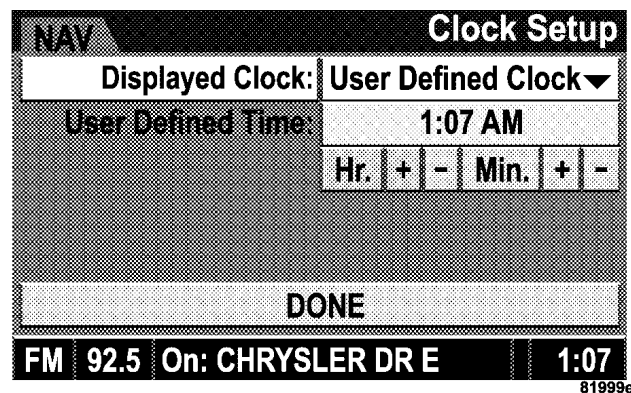 NAV Clock Setup
Displayed Clock: User Defined Clock
User Defined Time: 1:07 AM
Hr. + - Min. + -
DONE
FM 92.5 On: CHRYSLER DR E 1:07
81999e